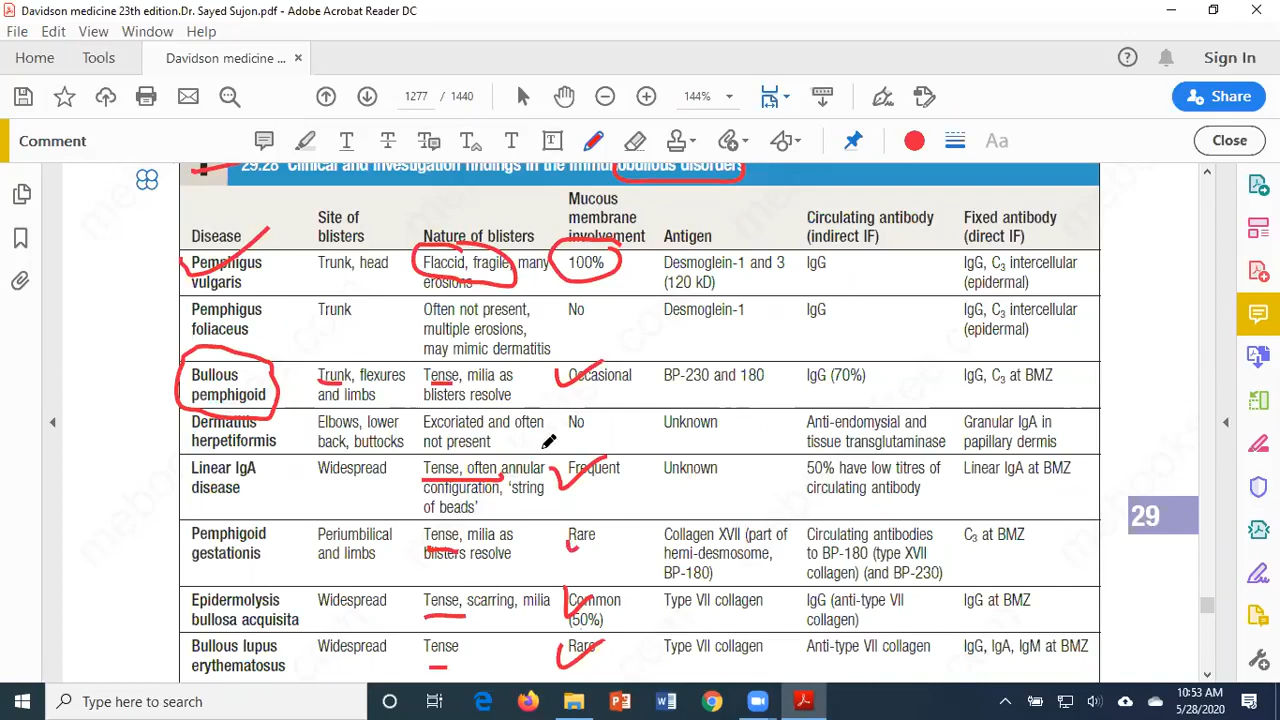 Davidson medicine 23th edition.Dr. Sayed Sujon.pdf - Adobe Acrobat Reader DC
File Edit View Window Help
Home Tools Davidson medicine ... × Sign In
1277 / 1440 144% Share
Comment Close
29.28 Clinical and investigation findings in the immunobullous disorders
Disease Site of blisters Nature of blisters Mucous membrane involvement Antigen Circulating antibody (indirect IF) Fixed antibody (direct IF)
Pemphigus vulgaris Trunk, head Flaccid, fragile, many erosions 100% Desmoglein-1 and 3 (120 kD) IgG IgG, C3 intercellular (epidermal)
Pemphigus foliaceus Trunk Often not present, multiple erosions, may mimic dermatitis No Desmoglein-1 IgG IgG, C3 intercellular (epidermal)
Bullous pemphigoid Trunk, flexures and limbs Tense, milia as blisters resolve Occasional BP-230 and 180 IgG (70%) IgG, C3 at BMZ
Dermatitis herpetiformis Elbows, lower back, buttocks Excoriated and often not present No Unknown Anti-endomysial and tissue transglutaminase Granular IgA in papillary dermis
Linear IgA disease Widespread Tense, often annular configuration, 'string of beads' Frequent Unknown 50% have low titres of circulating antibody Linear IgA at BMZ
Pemphigoid gestationis Periumbilical and limbs Tense, milia as blisters resolve Rare Collagen XVII (part of hemi-desmosome, BP-180) Circulating antibodies to BP-180 (type XVII collagen) (and BP-230) C3 at BMZ
Epidermolysis bullosa acquisita Widespread Tense, scarring, milia Common (50%) Type VII collagen IgG (anti-type VII collagen) IgG at BMZ
Bullous lupus erythematosus Widespread Tense Rare Type VII collagen Anti-type VII collagen IgG, IgA, IgM at BMZ
29
Type here to search
10:53 AM
5/28/2020